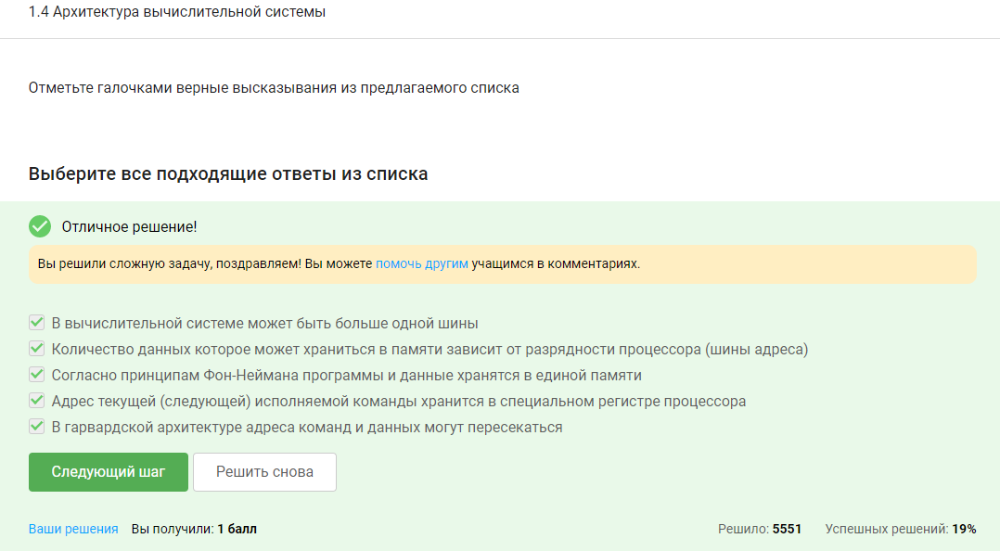 1.4 Архитектура вычислительной системы
Отметьте галочками верные высказывания из предлагаемого списка
Выберите все подходящие ответы из списка
Отличное решение!
Вы решили сложную задачу, поздравляем! Вы можете помочь другим учащимся в комментариях.
В вычислительной системе может быть больше одной шины
Количество данных которое может храниться в памяти зависит от разрядности процессора (шины адреса)
Согласно принципам Фон-Неймана программы и данные хранятся в единой памяти
Адрес текущей (следующей) исполняемой команды хранится в специальном регистре процессора
В гарвардской архитектуре адреса команд и данных могут пересекаться
Следующий шаг Решить снова
Ваши решения Вы получили: 1 балл Решило: 5551 Успешных решений: 19%